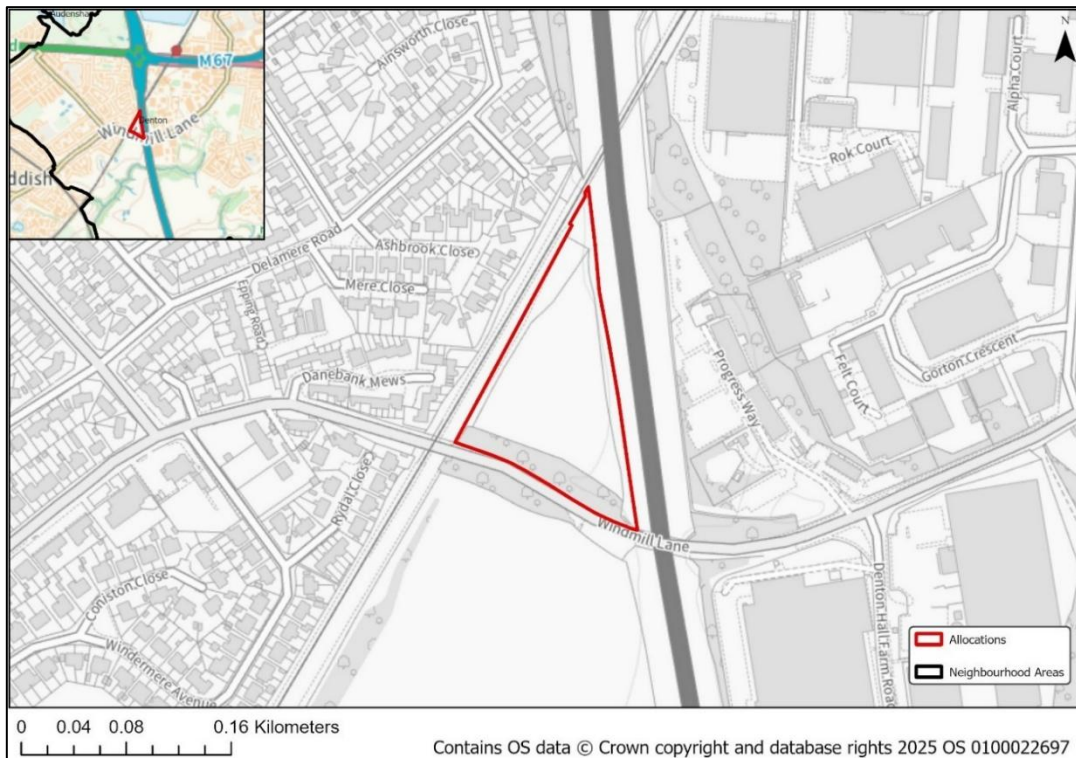 Audensha
M67
Denton
Windmill Lane
ddish
N
Ainsworth Close
Alpha Court
Rok Court
Delamere Road
Ashbrook Close
Mere Close
Epping Road
Danebank Mews
Progress Way
Felt Court
Gorton Crescent
Rydal Close
Windmill Lane
Coniston Close
Denton Hall Farm Road
Windermere Avenue
Allocations
Neighbourhood Areas
0 0.04 0.08 0.16 Kilometers
Contains OS data © Crown copyright and database rights 2025 OS 0100022697